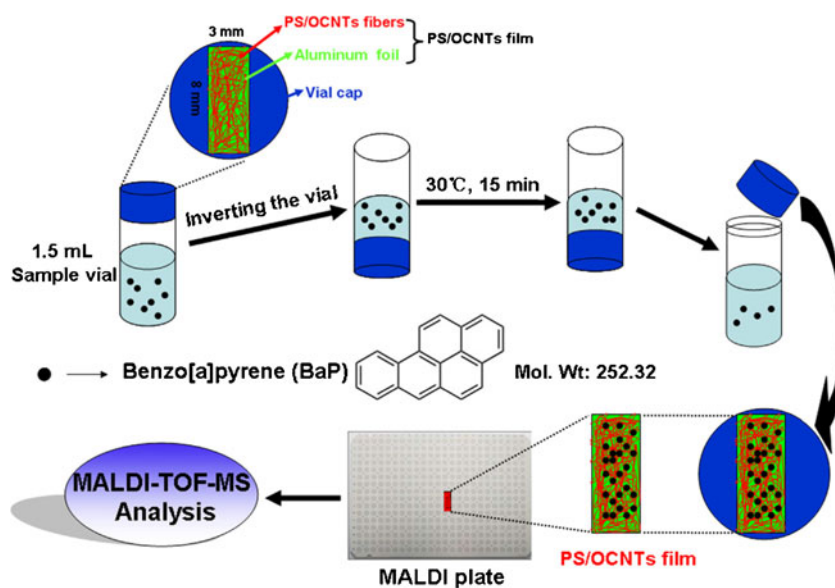 3 mm
8 mm
PS/OCNTs fibers
Aluminum foil
PS/OCNTs film
Vial cap
Inverting the vial
30℃, 15 min
1.5 mL
Sample vial
Benzo[a]pyrene (BaP)
Mol. Wt: 252.32
MALDI-TOF-MS
Analysis
MALDI plate
PS/OCNTs film